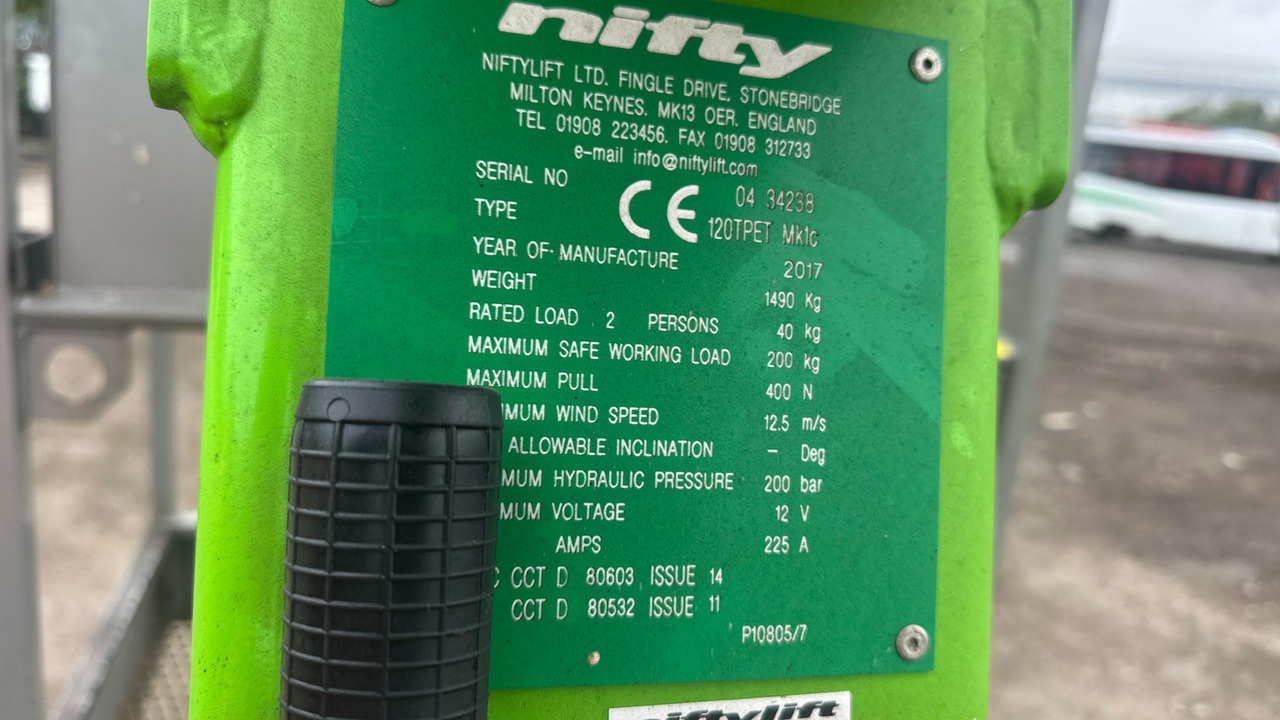 nifty
NIFTYLIFT LTD. FINGLE DRIVE, STONEBRIDGE
MILTON KEYNES. MK13 OER. ENGLAND
TEL 01908 223456. FAX 01908 312733
e-mail info@niftylift.com
SERIAL NO CE 04 34238
TYPE 120TPET Mk1c
YEAR OF MANUFACTURE 2017
WEIGHT 1490 Kg
RATED LOAD 2 PERSONS 40 kg
MAXIMUM SAFE WORKING LOAD 200 kg
MAXIMUM PULL 400 N
IMUM WIND SPEED 12.5 m/s
ALLOWABLE INCLINATION - Deg
MUM HYDRAULIC PRESSURE 200 bar
MUM VOLTAGE 12 V
AMPS 225 A
C CCT D 80603 ISSUE 14
CCT D 80532 ISSUE 11
P10805/7
niftylift